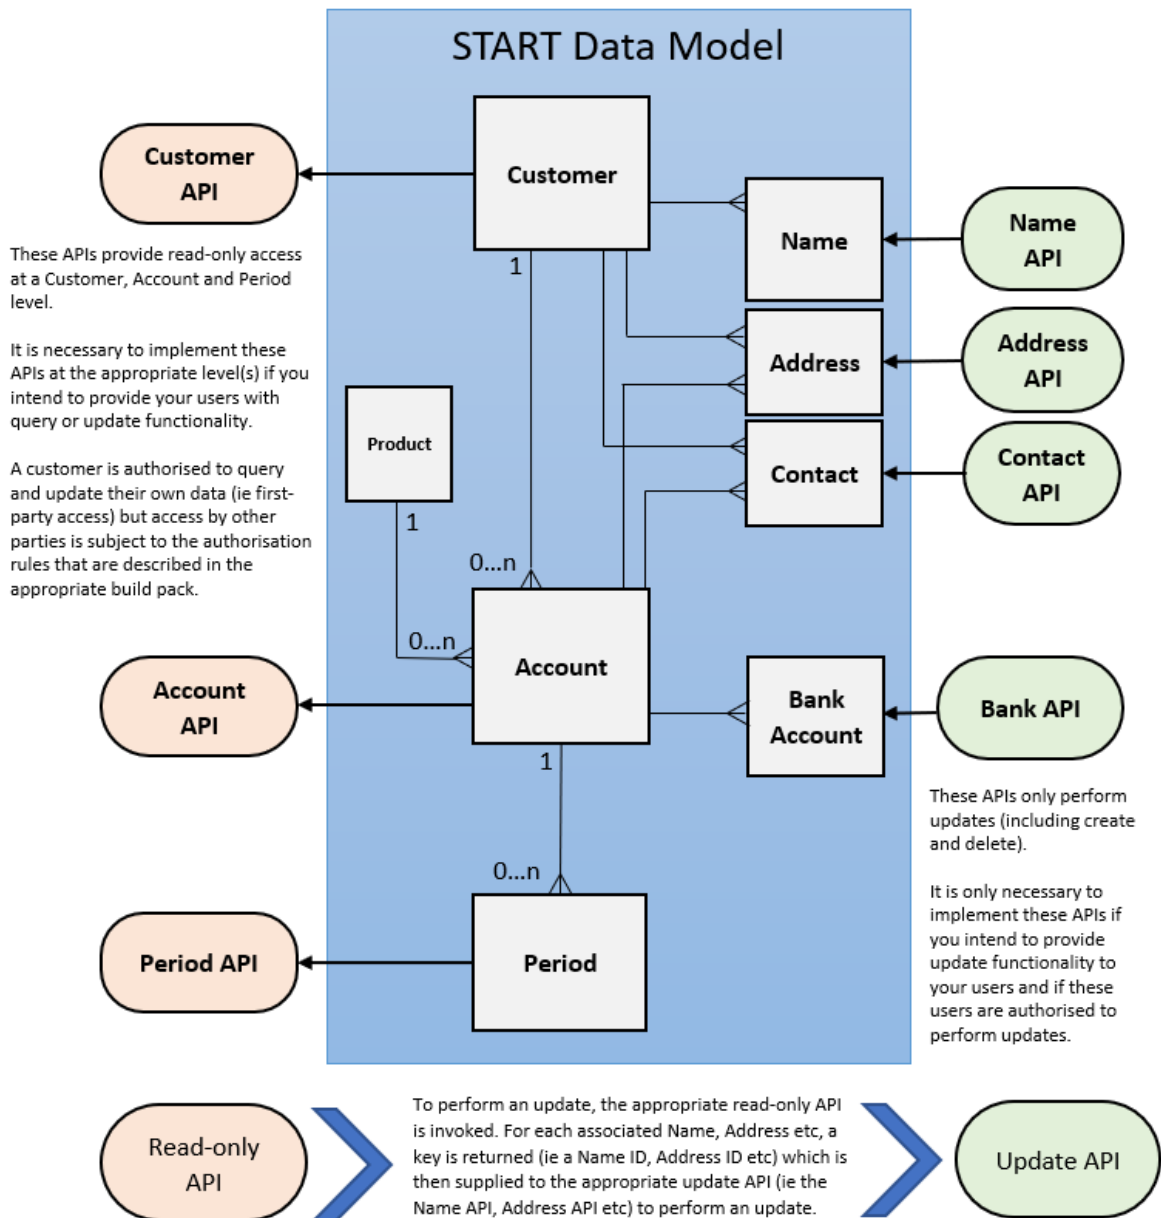 START Data Model
Customer
API
Customer
Name
Name
API
These APIs provide read-only access
at a Customer, Account and Period
level.
1
It is necessary to implement these
APIs at the appropriate level(s) if you
intend to provide your users with
query or update functionality.
Address
Address
API
Product
Contact
Contact
API
A customer is authorised to query
and update their own data (ie first-
party access) but access by other
parties is subject to the authorisation
rules that are described in the
appropriate build pack.
1
0...n
0...n
Account
Account
API
Bank
Account
Bank API
1
These APIs only perform
updates (including create
and delete).
It is only necessary to
implement these APIs if
you intend to provide
update functionality to
your users and if these
users are authorised to
perform updates.
0...n
Period API
Period
Read-only
API
To perform an update, the appropriate read-only API
is invoked. For each associated Name, Address etc, a
key is returned (ie a Name ID, Address ID etc) which is
then supplied to the appropriate update API (ie the
Name API, Address API etc) to perform an update.
Update API